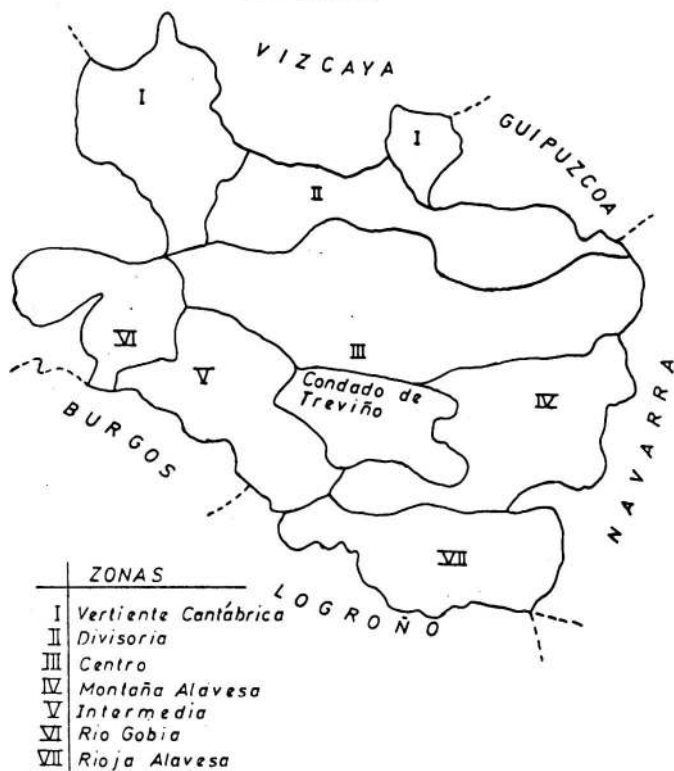 VIZCAYA
GUIPUZCOA
I
I
II
VI
V
III
Condado de
Treviño
IV
BURGOS
NAVARRA
VII
LOGROÑO
ZONAS
I Vertiente Cantábrica
II Divisoria
III Centro
IV Montaña Alavesa
V Intermedia
VI Rio Gobia
VII Rioja Alavesa